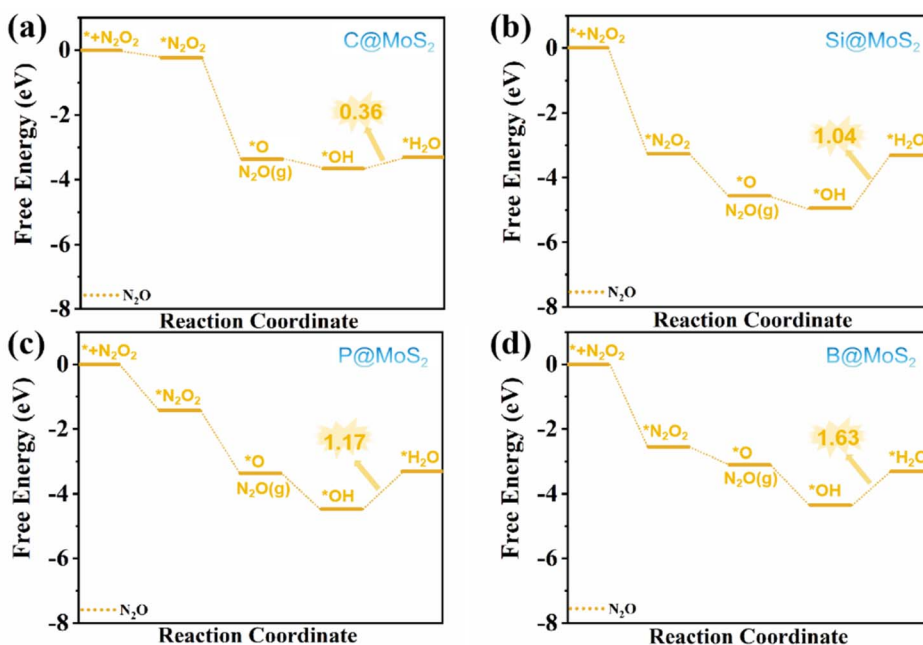 (a)
C@MoS₂
*+N₂O₂
*N₂O₂
*O
N₂O(g)
*OH
0.36
*H₂O
Free Energy (eV)
0
-2
-4
-6
-8
N₂O
Reaction Coordinate
(b)
Si@MoS₂
*+N₂O₂
*N₂O₂
*O
N₂O(g)
*OH
1.04
*H₂O
Free Energy (eV)
0
-2
-4
-6
-8
N₂O
Reaction Coordinate
(c)
P@MoS₂
*+N₂O₂
*N₂O₂
*O
N₂O(g)
*OH
1.17
*H₂O
Free Energy (eV)
0
-2
-4
-6
-8
N₂O
Reaction Coordinate
(d)
B@MoS₂
*+N₂O₂
*N₂O₂
*O
N₂O(g)
*OH
1.63
*H₂O
Free Energy (eV)
0
-2
-4
-6
-8
N₂O
Reaction Coordinate